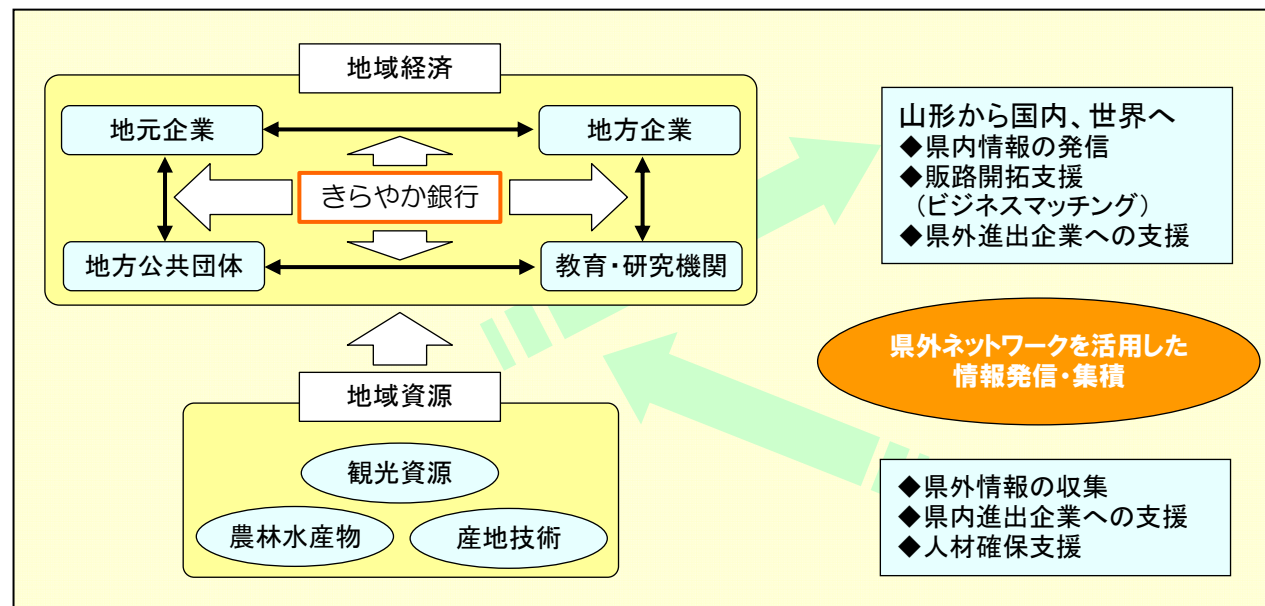 地域経済
地元企業
地方企業
きらやか銀行
地方公共団体
教育・研究機関
地域資源
観光資源
農林水産物
産地技術
山形から国内、世界へ
◆県内情報の発信
◆販路開拓支援
（ビジネスマッチング）
◆県外進出企業への支援
県外ネットワークを活用した
情報発信・集積
◆県外情報の収集
◆県内進出企業への支援
◆人材確保支援